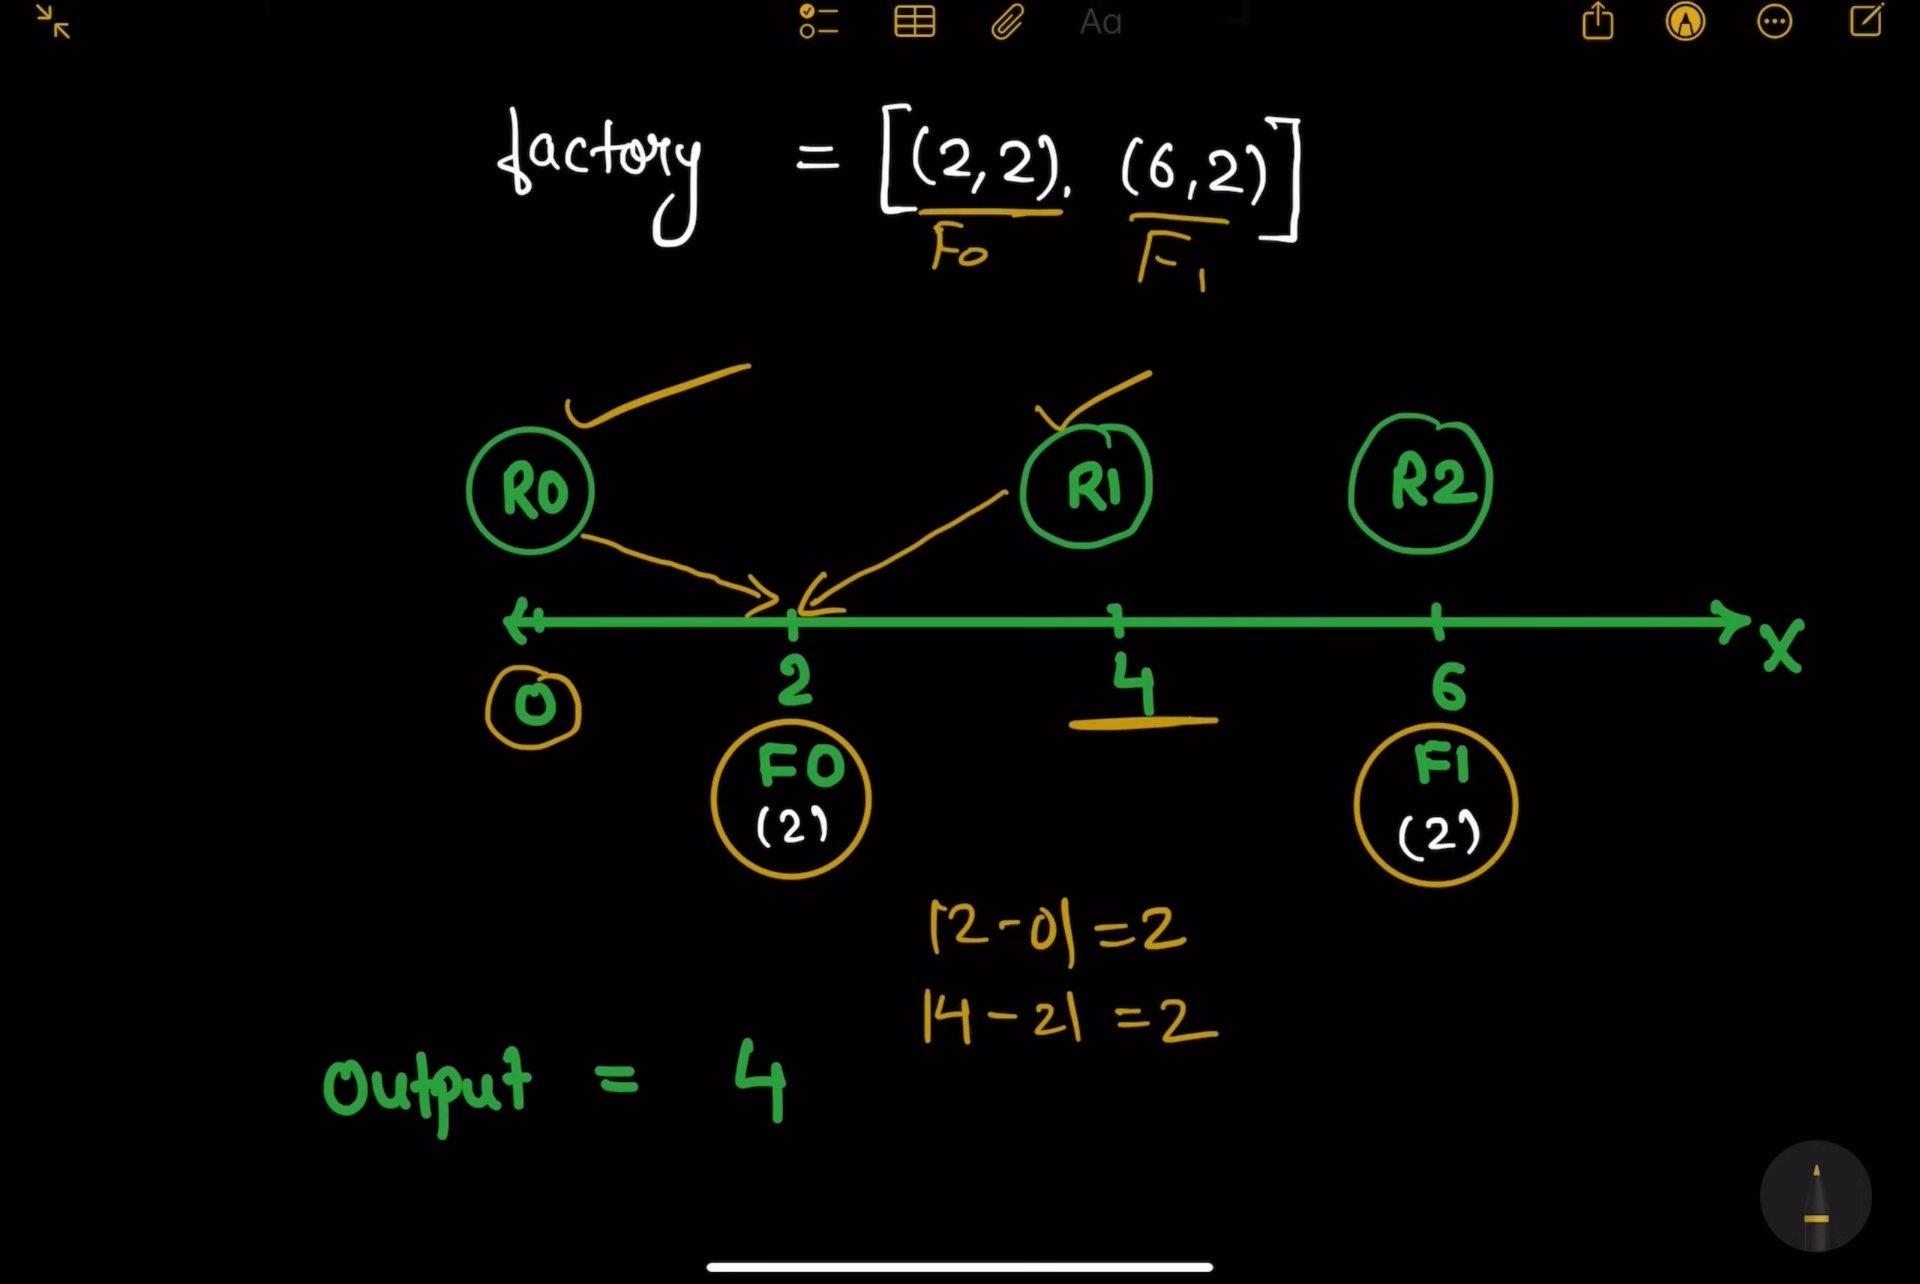 Aa
factory = [(2,2), (6,2)]
F0 F1
R0 R1 R2
X
0 2 4 6
F0 F1
(2) (2)
|2-0| =2
|4-2| =2
Output = 4